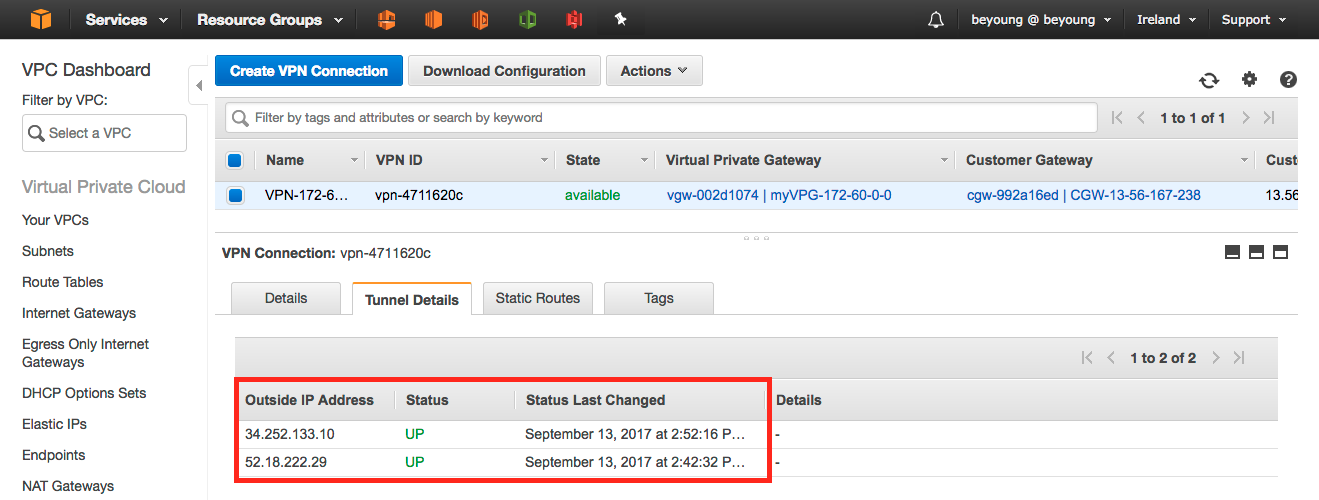 Services Resource Groups beyoung @ beyoung Ireland Support
VPC Dashboard
Filter by VPC:
Select a VPC
Virtual Private Cloud
Your VPCs
Subnets
Route Tables
Internet Gateways
Egress Only Internet
Gateways
DHCP Options Sets
Elastic IPs
Endpoints
NAT Gateways
Create VPN Connection Download Configuration Actions
Filter by tags and attributes or search by keyword 1 to 1 of 1
Name VPN ID State Virtual Private Gateway Customer Gateway Custo
VPN-172-6... vpn-4711620c available vgw-002d1074 | myVPG-172-60-0-0 cgw-992a16ed | CGW-13-56-167-238 13.56
VPN Connection: vpn-4711620c
Details Tunnel Details Static Routes Tags
1 to 2 of 2
Outside IP Address Status Status Last Changed Details
34.252.133.10 UP September 13, 2017 at 2:52:16 P... -
52.18.222.29 UP September 13, 2017 at 2:42:32 P... -